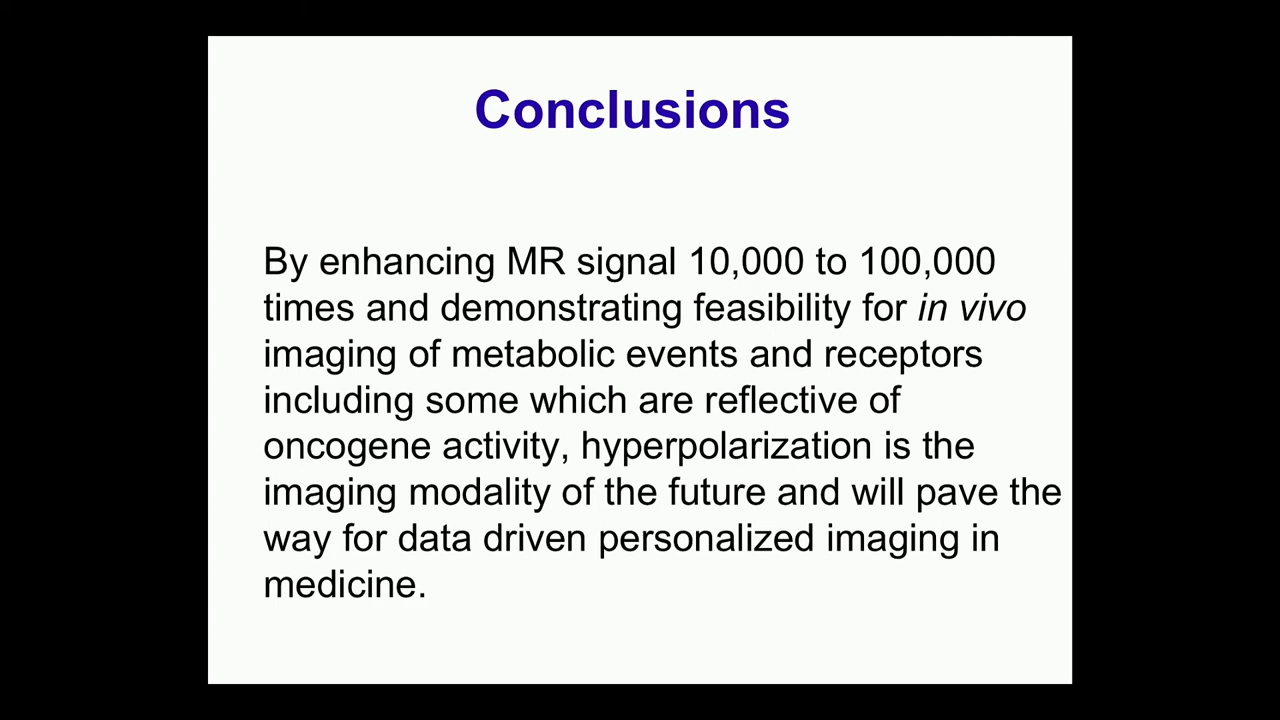 Conclusions
By enhancing MR signal 10,000 to 100,000
times and demonstrating feasibility for in vivo
imaging of metabolic events and receptors
including some which are reflective of
oncogene activity, hyperpolarization is the
imaging modality of the future and will pave the
way for data driven personalized imaging in
medicine.